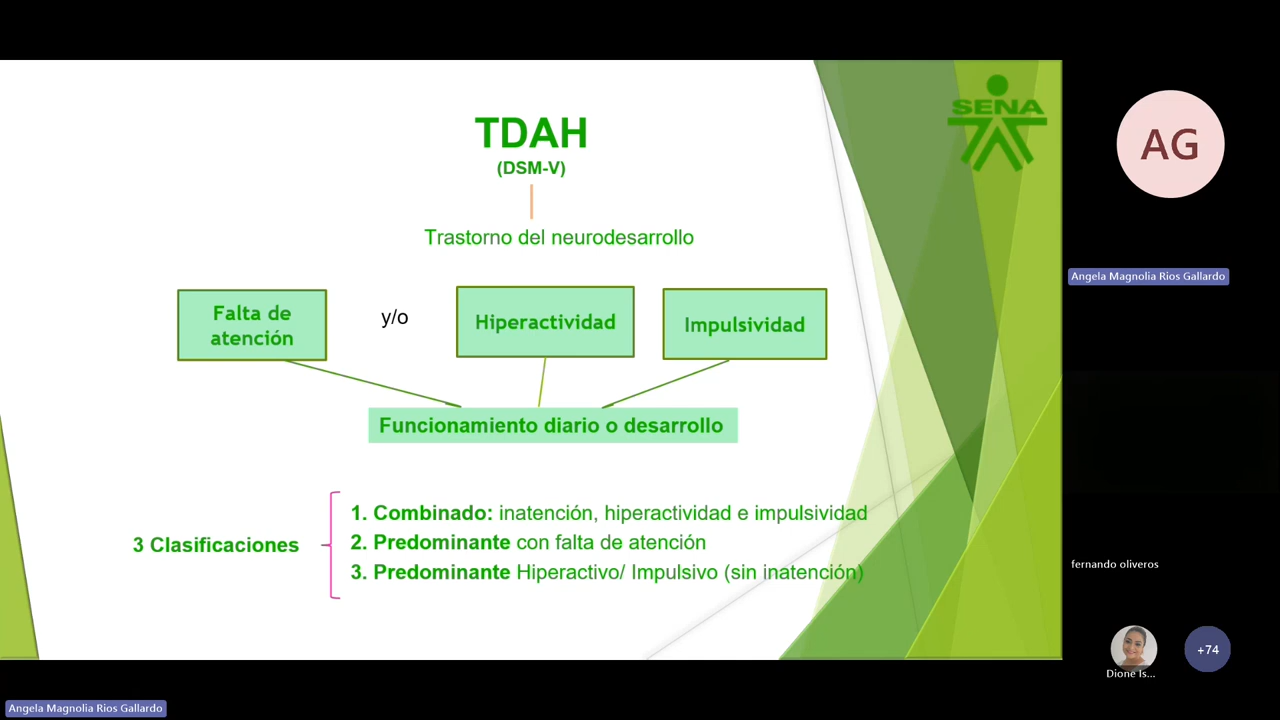 SENA
TDAH
(DSM-V)
Trastorno del neurodesarrollo
Falta de
atención
y/o
Hiperactividad
Impulsividad
Funcionamiento diario o desarrollo
3 Clasificaciones
1. Combinado: inatención, hiperactividad e impulsividad
2. Predominante con falta de atención
3. Predominante Hiperactivo/ Impulsivo (sin inatención)
AG
Angela Magnolia Rios Gallardo
fernando oliveros
+74
Dione Is...
Angela Magnolia Rios Gallardo